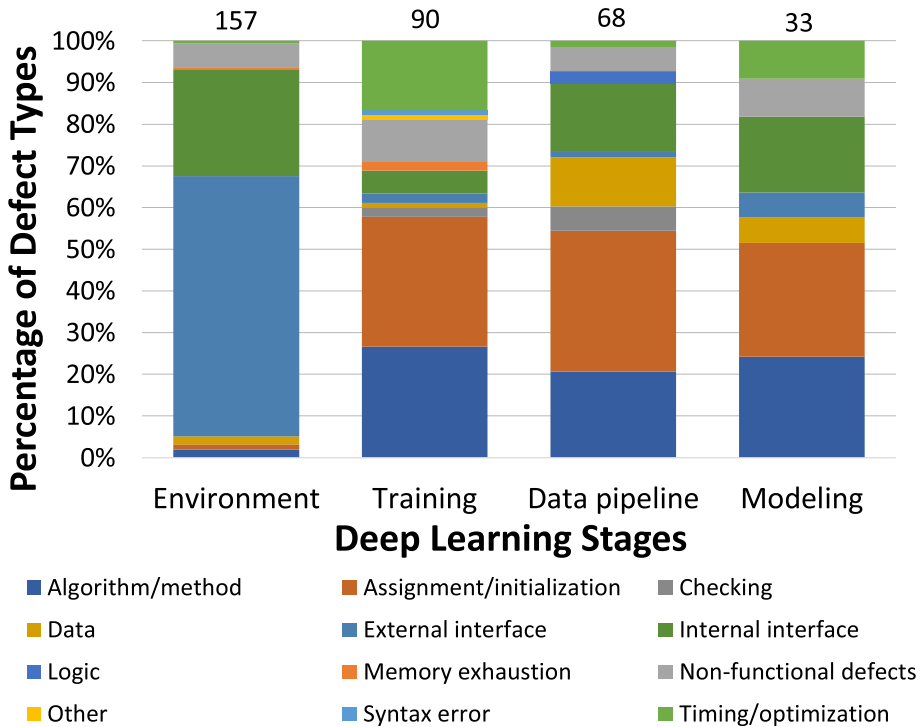 157 90 68 33
100%
90%
80%
70%
60%
50%
40%
30%
20%
10%
0%
Percentage of Defect Types
Environment Training Data pipeline Modeling
Deep Learning Stages
Algorithm/method Assignment/initialization Checking
Data External interface Internal interface
Logic Memory exhaustion Non-functional defects
Other Syntax error Timing/optimization